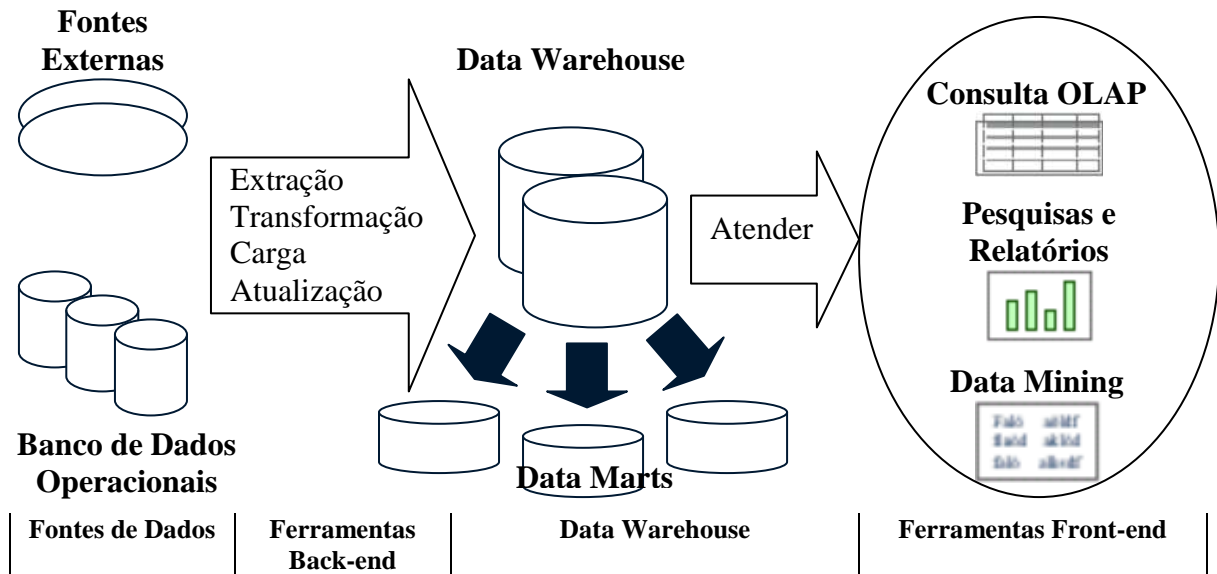 Fontes
Externas
Data Warehouse
Consulta OLAP
Extração
Transformação
Carga
Atualização
Atender
Pesquisas e
Relatórios
Data Mining
Banco de Dados
Operacionais
Data Marts
Fontes de Dados
Ferramentas
Back-end
Data Warehouse
Ferramentas Front-end